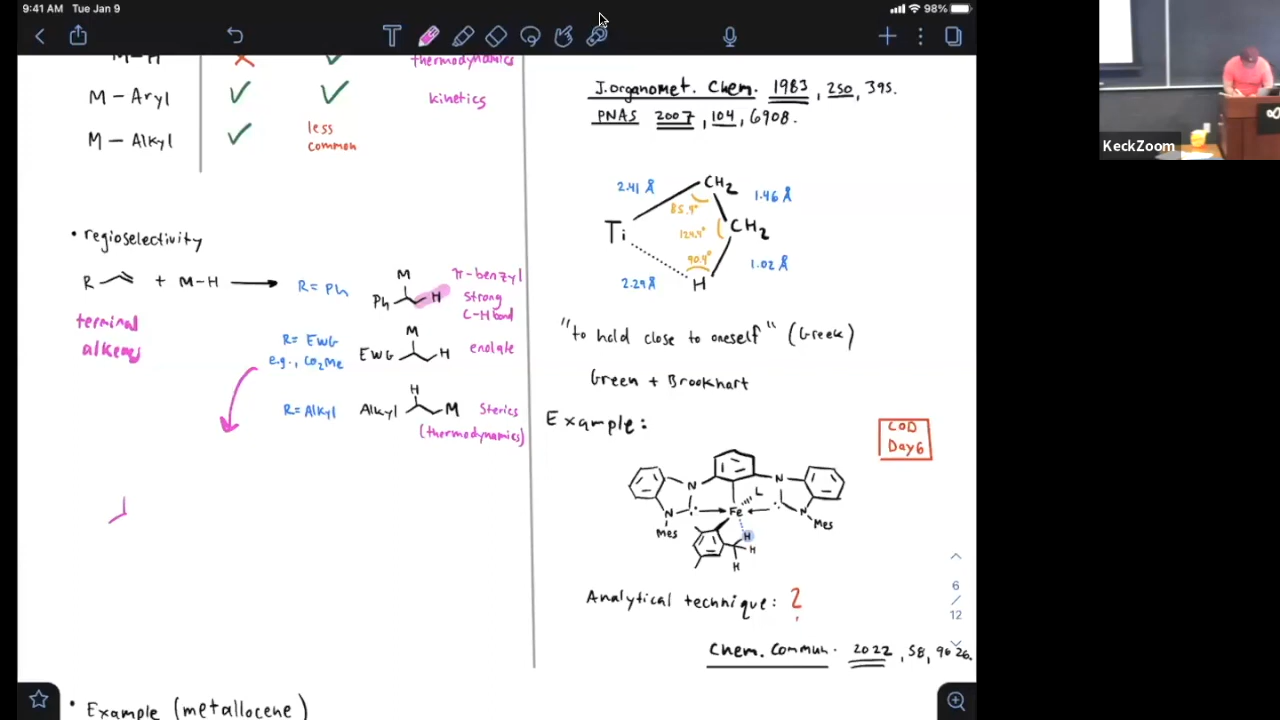 9:41 AM Tue Jan 9
98%
M-H
thermodynamics
M-Aryl
kinetics
M-Alkyl
less
common
• regioselectivity
R + M-H
R= Ph
M
Ph H
π-benzyl
strong
C-H bond
terminal
alkenes
R= EWG
e.g., CO2Me
M
EWG H
enolate
R= Alkyl
H
Alkyl M
Sterics
(thermodynamics)
• Example (metallocene)
J. Organomet. Chem. 1983, 250, 395.
PNAS 2007, 104, 6908.
2.41 Å
CH2
1.46 Å
85.9°
Ti
CH2
90.4°
1.02 Å
2.29Å
H
"to hold close to oneself" (Greek)
Green + Brookhart
Example:
COD
Day 6
N
N
L
N
Fe
N
Mes
Mes
H
H
H
Analytical technique: ?
Chem. Commun. 2022, 58, 9626.
6
/
12
KeckZoom